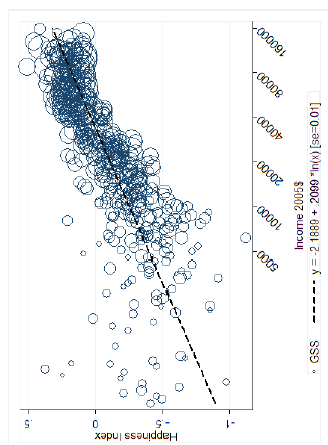 Happiness Index
.5
0
-.5
-1
5000
10000
20000
40000
80000
160000
Income 2005$
GSS
y = -2.1889 + .2099 *ln(x) [se=0.01]